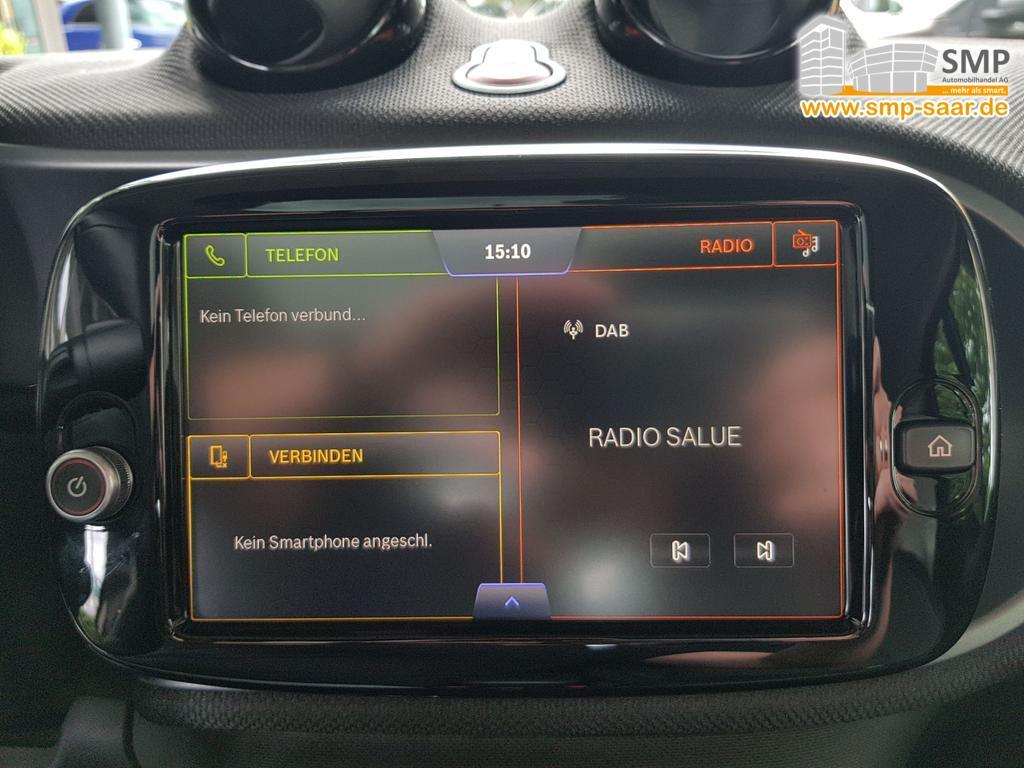 SMP
Automobilhandel AG
... mehr als smart.
www.smp-saar.de
TELEFON
15:10
RADIO
Kein Telefon verbund...
DAB
RADIO SALUE
VERBINDEN
Kein Smartphone angeschl.